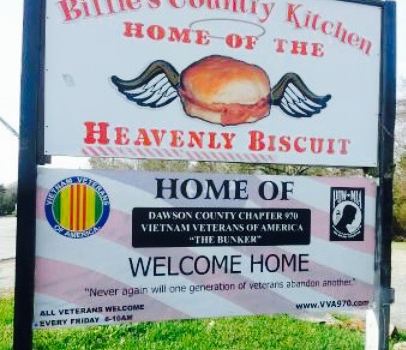 Billie's Country Kitchen
HOME OF THE
HEAVENLY BISCUIT
VIETNAM VETERANS
OF AMERICA
HOME OF
DAWSON COUNTY CHAPTER 970
VIETNAM VETERANS OF AMERICA
"THE BUNKER"
POW★MIA
WELCOME HOME
"Never again will one generation of veterans abandon another."
ALL VETERANS WELCOME
EVERY FRIDAY
www.VVA970.com